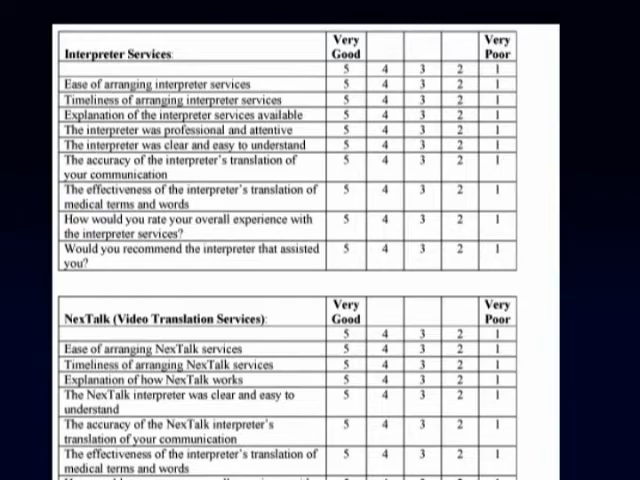 Very Very
Interpreter Services: Good Poor
5 4 3 2 1
Ease of arranging interpreter services 5 4 3 2 1
Timeliness of arranging interpreter services 5 4 3 2 1
Explanation of the interpreter services available 5 4 3 2 1
The interpreter was professional and attentive 5 4 3 2 1
The interpreter was clear and easy to understand 5 4 3 2 1
The accuracy of the interpreter's translation of 5 4 3 2 1
your communication
The effectiveness of the interpreter's translation of 5 4 3 2 1
medical terms and words
How would you rate your overall experience with 5 4 3 2 1
the interpreter services?
Would you recommend the interpreter that assisted 5 4 3 2 1
you?
Very Very
NexTalk (Video Translation Services): Good Poor
5 4 3 2 1
Ease of arranging NexTalk services 5 4 3 2 1
Timeliness of arranging NexTalk services 5 4 3 2 1
Explanation of how NexTalk works 5 4 3 2 1
The NexTalk interpreter was clear and easy to 5 4 3 2 1
understand
The accuracy of the NexTalk interpreter's 5 4 3 2 1
translation of your communication
The effectiveness of the interpreter's translation of 5 4 3 2 1
medical terms and words